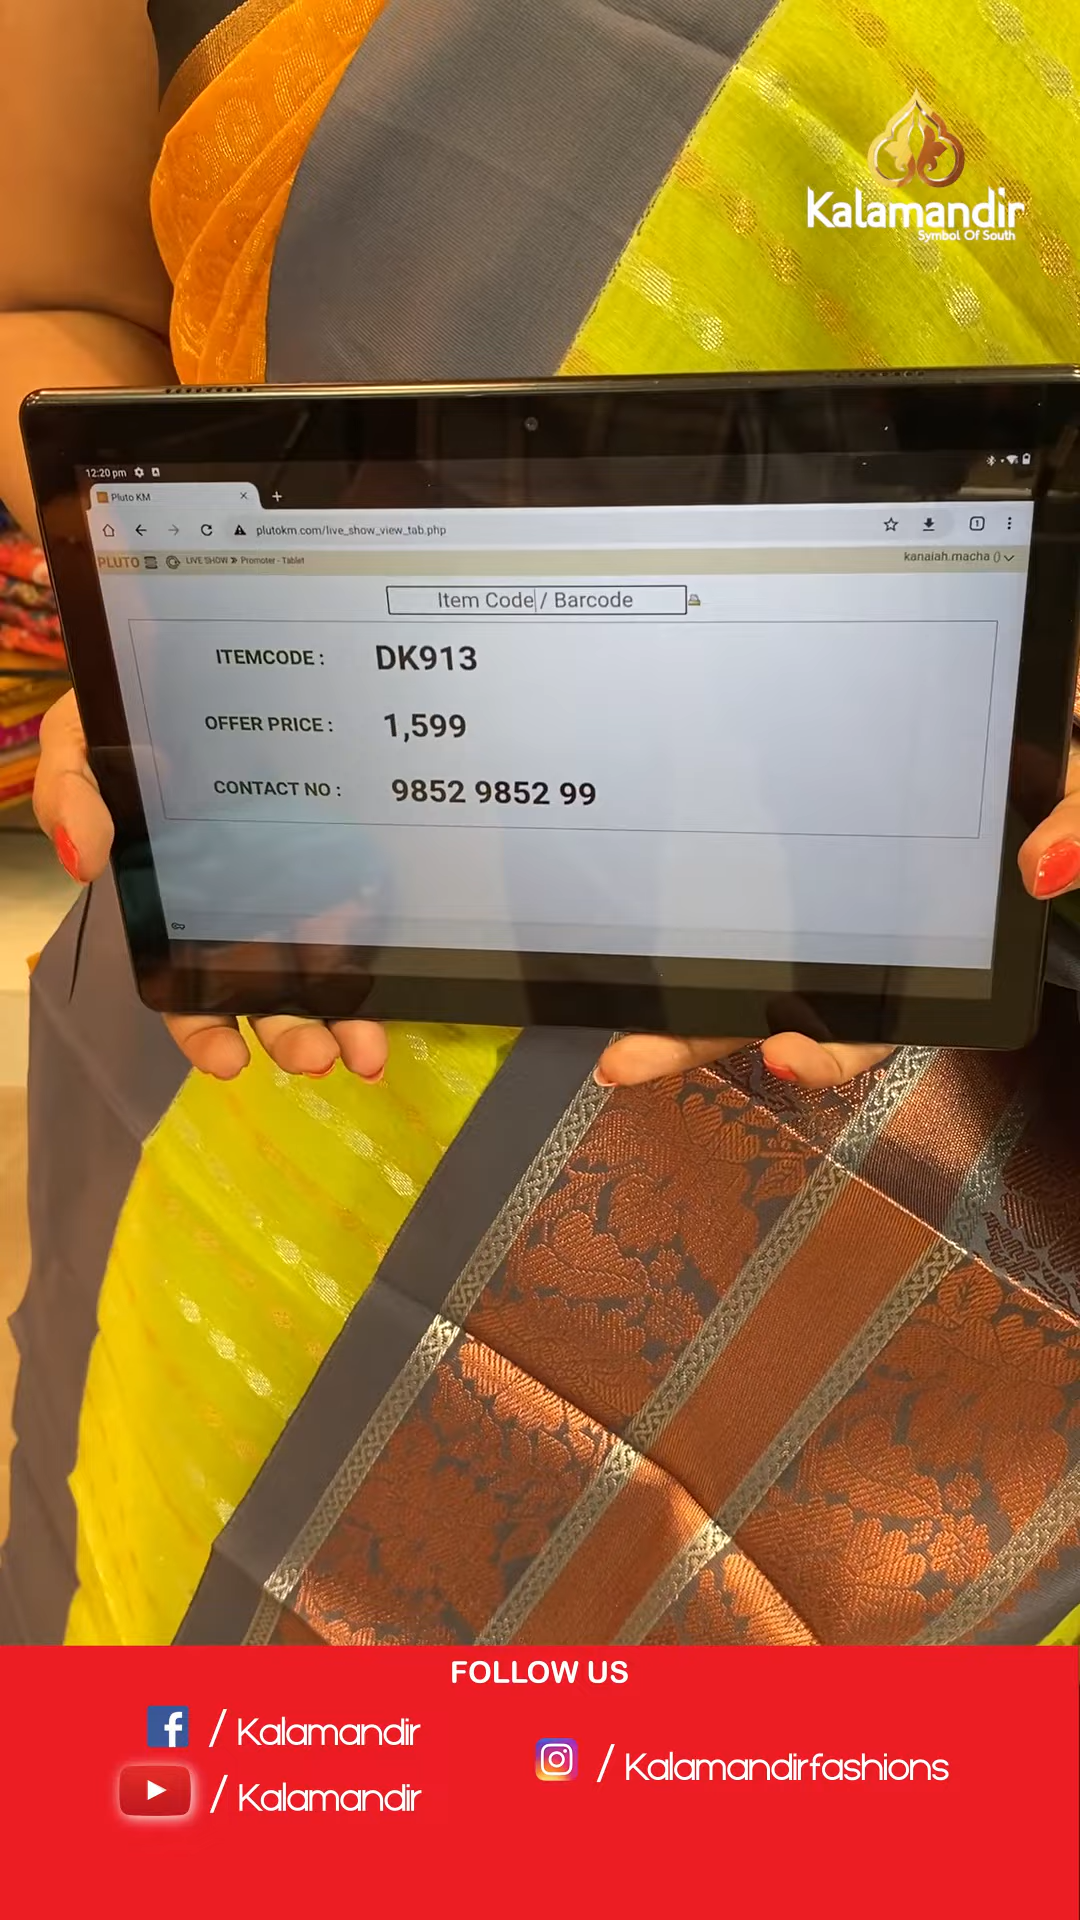 Kalamandir
Symbol Of South
12:20 pm
Pluto KM
plutokm.com/live_show_view_tab.php
PLUTO
LIVE SHOW
Promoter - Tablet
kanaiah.macha ()
Item Code / Barcode
ITEMCODE : DK913
OFFER PRICE : 1,599
CONTACT NO : 9852 9852 99
FOLLOW US
/ Kalamandir
/ Kalamandirfashions
/ Kalamandir